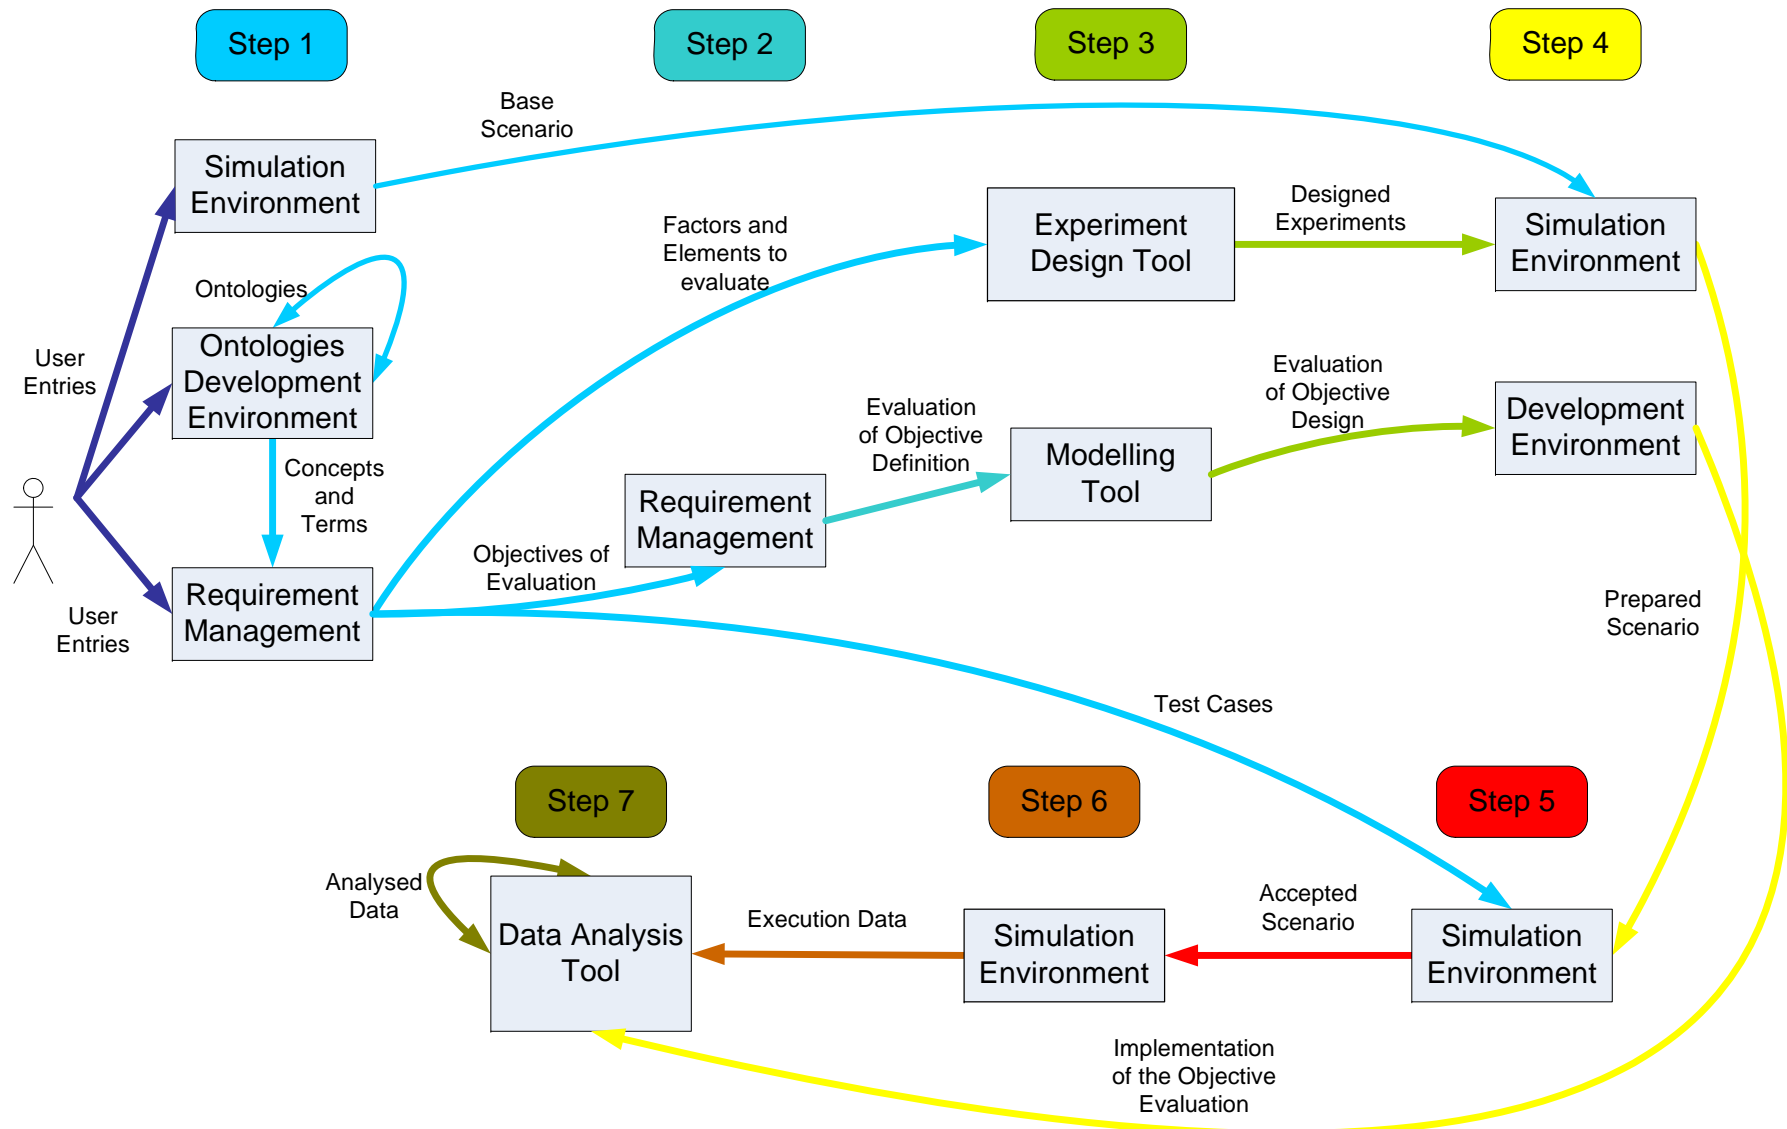 Step 1
Step 2
Step 3
Step 4
Base
Scenario
Simulation
Environment
Factors and
Elements to
evaluate
Experiment
Design Tool
Designed
Experiments
Simulation
Environment
Ontologies
User
Entries
Ontologies
Development
Environment
Evaluation
of Objective
Definition
Modelling
Tool
Evaluation
of Objective
Design
Development
Environment
Concepts
and
Terms
Requirement
Management
Objectives of
Evaluation
User
Entries
Requirement
Management
Prepared
Scenario
Test Cases
Step 7
Step 6
Step 5
Analysed
Data
Data Analysis
Tool
Execution Data
Simulation
Environment
Accepted
Scenario
Simulation
Environment
Implementation
of the Objective
Evaluation